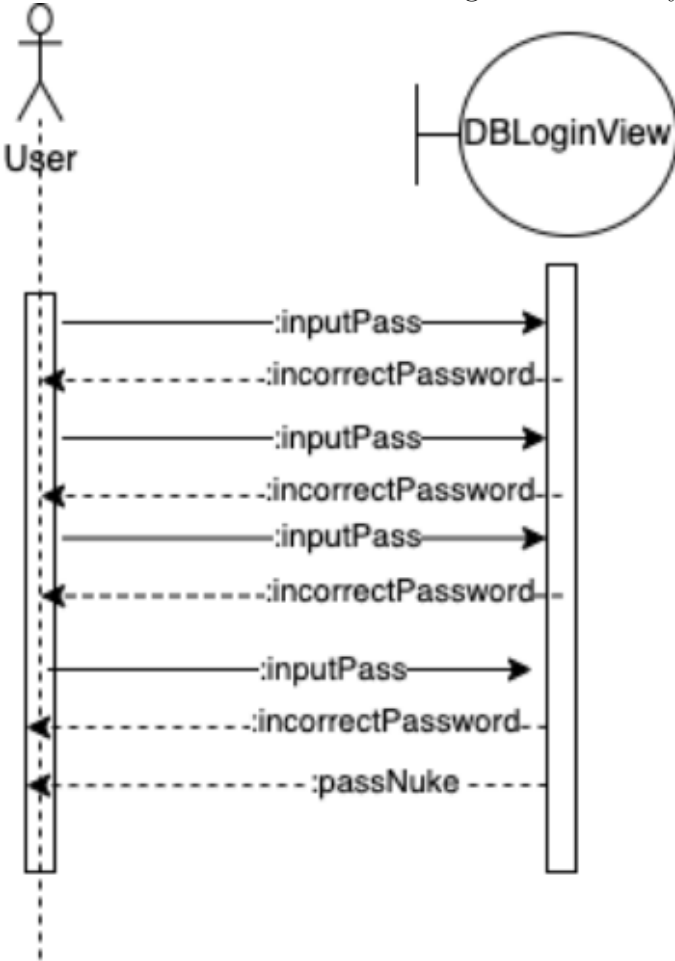 User
DBLoginView
:inputPass
:incorrectPassword
:inputPass
:incorrectPassword
:inputPass
:incorrectPassword
:inputPass
:incorrectPassword
:passNuke